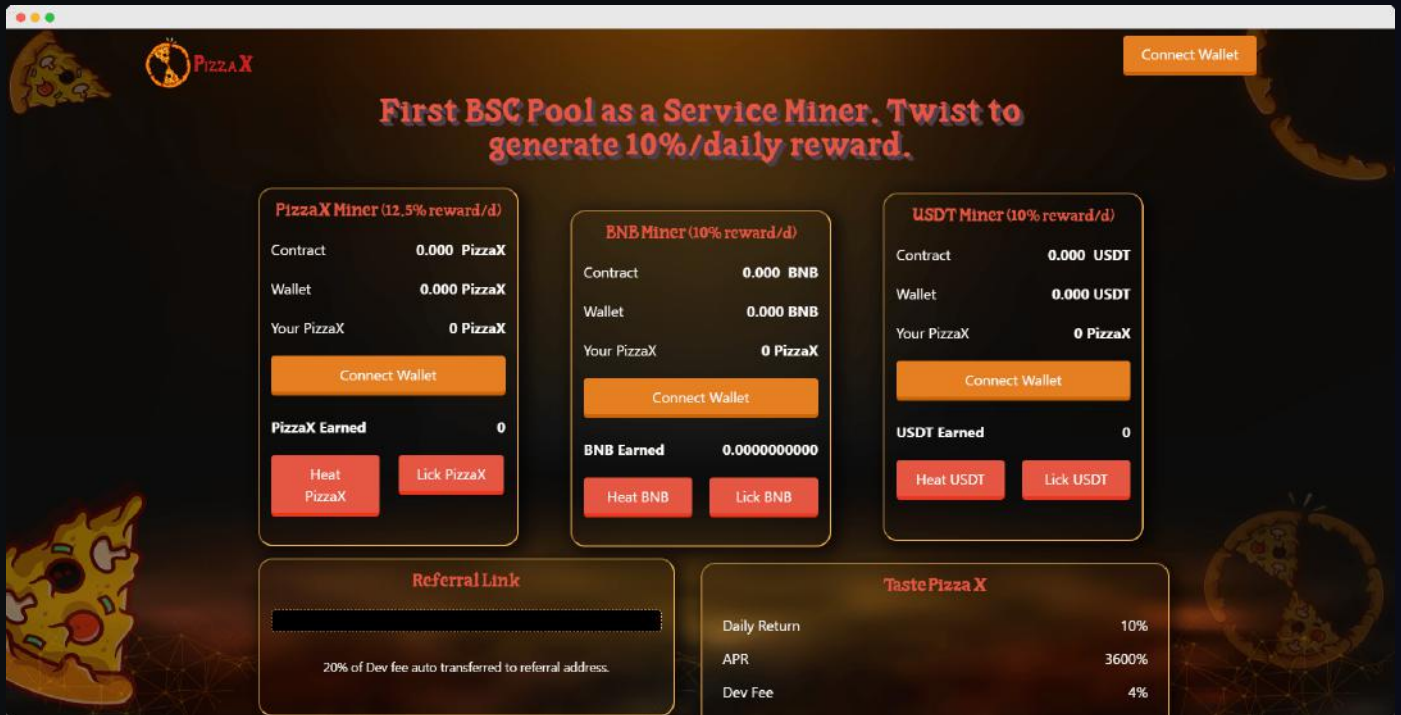 PizzaX
Connect Wallet
First BSC Pool as a Service Miner. Twist to
generate 10%/daily reward.
PizzaX Miner (12.5% reward/d)
Contract 0.000 PizzaX
Wallet 0.000 PizzaX
Your PizzaX 0 PizzaX
Connect Wallet
PizzaX Earned 0
Heat
PizzaX
Lick PizzaX
BNB Miner (10% reward/d)
Contract 0.000 BNB
Wallet 0.000 BNB
Your PizzaX 0 PizzaX
Connect Wallet
BNB Earned 0.0000000000
Heat BNB Lick BNB
USDT Miner (10% reward/d)
Contract 0.000 USDT
Wallet 0.000 USDT
Your PizzaX 0 PizzaX
Connect Wallet
USDT Earned 0
Heat USDT Lick USDT
Referral Link
20% of Dev fee auto transferred to referral address.
Taste Pizza X
Daily Return 10%
APR 3600%
Dev Fee 4%